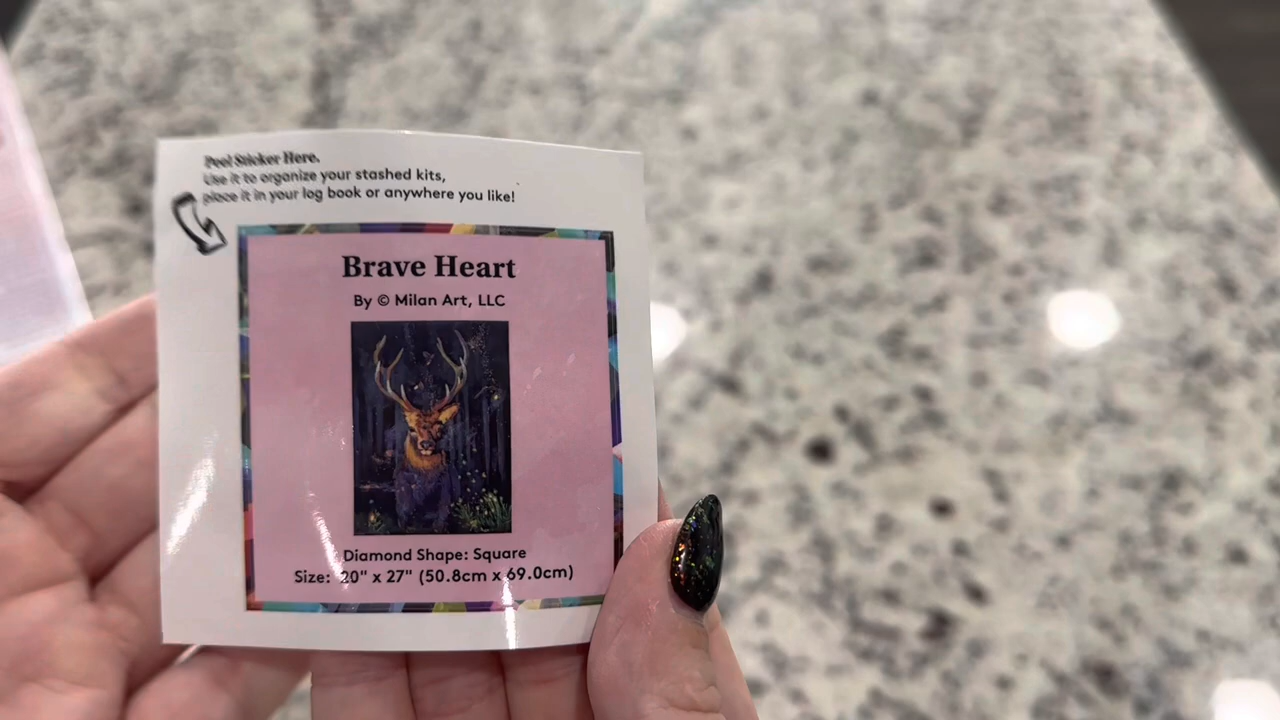 Peel Sticker Here.
Use it to organize your stashed kits,
place it in your log book or anywhere you like!
Brave Heart
By © Milan Art, LLC
Diamond Shape: Square
Size: 20" x 27" (50.8cm x 69.0cm)